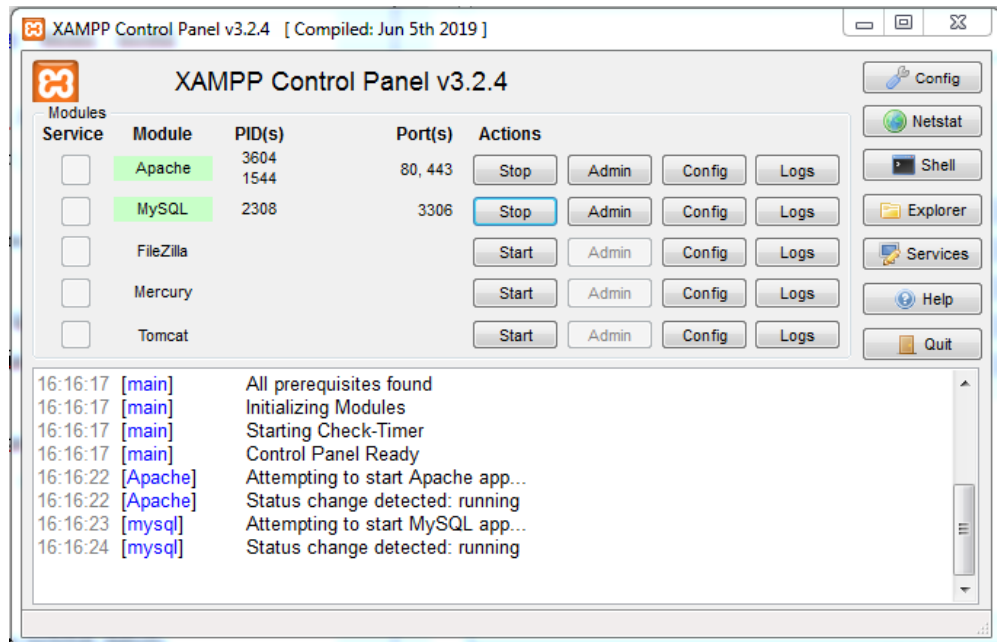 XAMPP Control Panel v3.2.4 [ Compiled: Jun 5th 2019 ]
XAMPP Control Panel v3.2.4
Config
Modules
Service Module PID(s) Port(s) Actions
Netstat
Apache 3604 1544 80, 443 Stop Admin Config Logs
Shell
MySQL 2308 3306 Stop Admin Config Logs
Explorer
FileZilla Start Admin Config Logs
Services
Mercury Start Admin Config Logs
Help
Tomcat Start Admin Config Logs
Quit
16:16:17 [main] All prerequisites found
16:16:17 [main] Initializing Modules
16:16:17 [main] Starting Check-Timer
16:16:17 [main] Control Panel Ready
16:16:22 [Apache] Attempting to start Apache app...
16:16:22 [Apache] Status change detected: running
16:16:23 [mysql] Attempting to start MySQL app...
16:16:24 [mysql] Status change detected: running